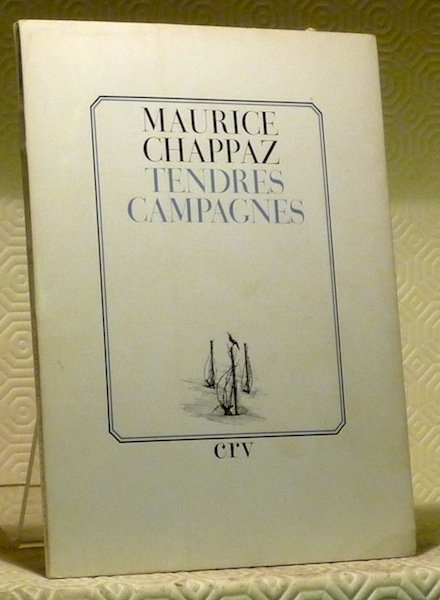 MAURICE
CHAPPAZ
TENDRES
CAMPAGNES
crv